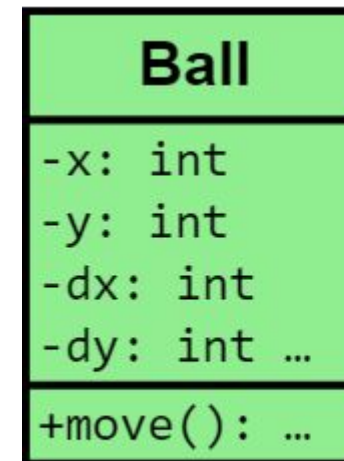 Ball
-x: int
-y: int
-dx: int
-dy: int …
+move(): …